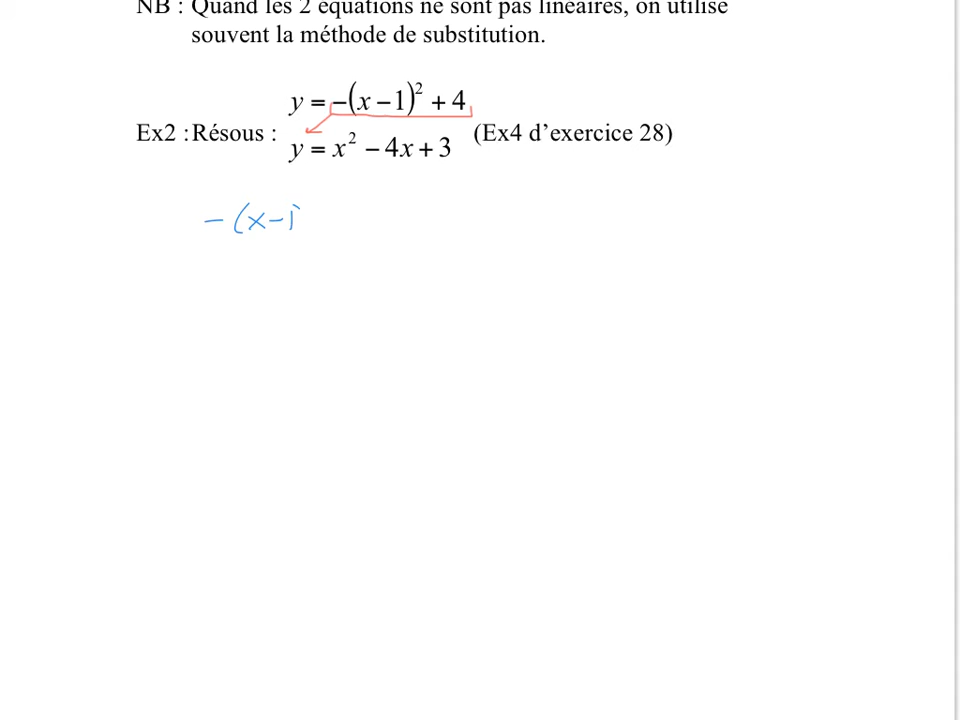 NB : Quand les 2 équations ne sont pas linéaires, on utilise
souvent la méthode de substitution.
y = −(x − 1)² + 4
Ex2 : Résous :
y = x² − 4x + 3
(Ex4 d’exercice 28)
− (x − 1)